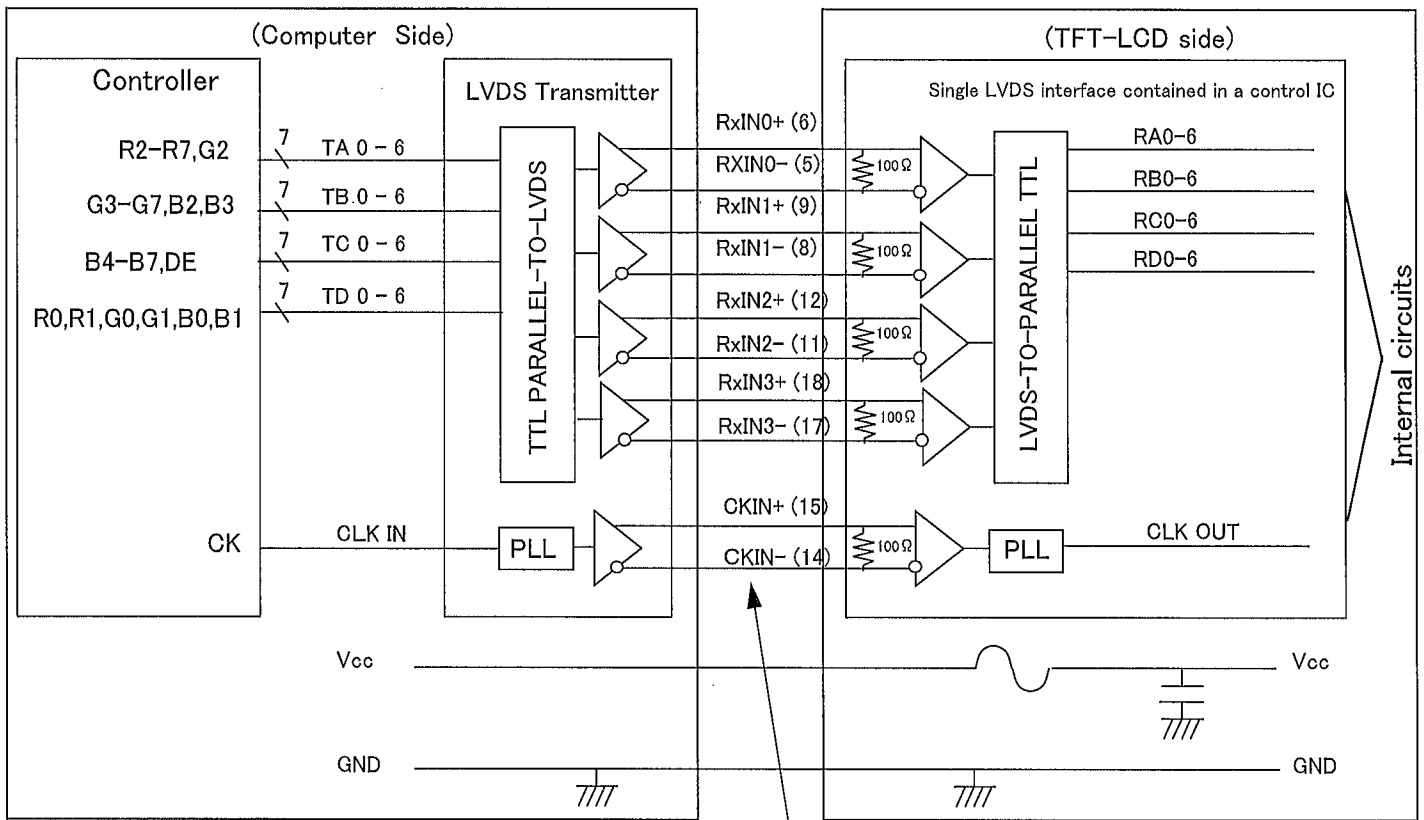 (Computer Side)
Controller
LVDS Transmitter
R2-R7,G2
7
TA 0-6
G3-G7,B2,B3
7
TB.0-6
B4-B7,DE
7
TC 0-6
R0,R1,G0,G1,B0,B1
7
TD 0-6
TTL PARALLEL-TO-LVDS
CK
CLK IN
PLL
RxIN0+ (6)
RXIN0- (5)
RxIN1+ (9)
RxIN1- (8)
RxIN2+ (12)
RxIN2- (11)
RxIN3+ (18)
RxIN3- (17)
CKIN+ (15)
CKIN- (14)
(TFT-LCD side)
Single LVDS interface contained in a control IC
100Ω
100Ω
100Ω
100Ω
100Ω
LVDS-TO-PARALLEL TTL
RA0-6
RB0-6
RC0-6
RD0-6
PLL
CLK OUT
Internal circuits
Vcc
Vcc
GND
GND